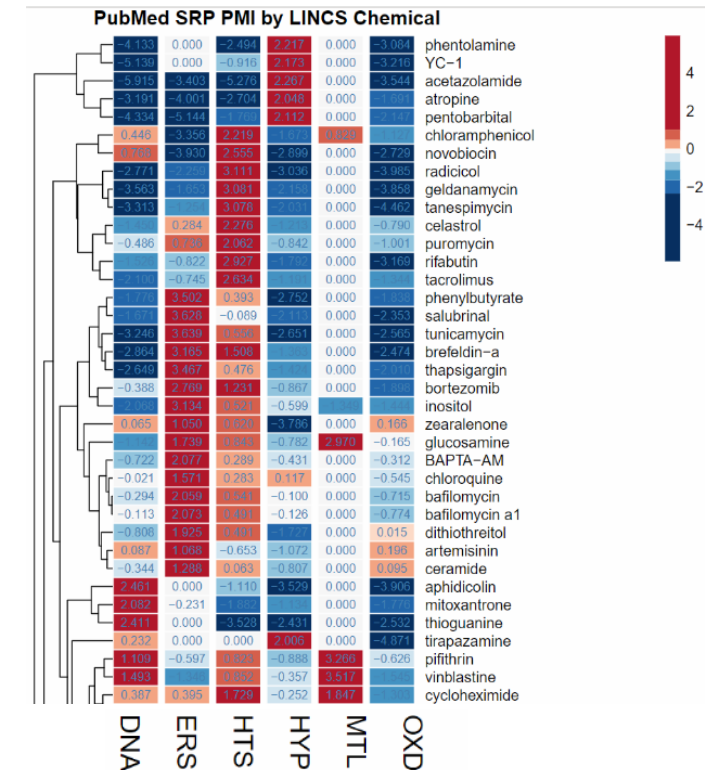 PubMed SRP PMI by LINCS Chemical
−4.133 0.000 −2.494 2.217 0.000 −3.084 phentolamine
−5.139 0.000 −0.916 2.173 0.000 −3.216 YC−1
−5.915 −3.403 −5.276 2.267 0.000 −3.544 acetazolamide
−3.191 −4.001 −2.704 2.048 0.000 −1.691 atropine
−4.334 −5.144 −1.769 2.112 0.000 −2.147 pentobarbital
0.446 −3.356 2.219 −1.673 0.829 chloramphenicol
0.768 −3.930 2.555 −2.899 0.000 −2.729 novobiocin
−2.771 −2.259 3.111 −3.036 0.000 −3.985 radicicol
−3.563 −1.653 3.081 −2.158 0.000 −3.858 geldanamycin
−3.313 3.078 −2.031 0.000 −4.462 tanespimycin
0.284 2.276 0.000 −0.790 celastrol
−0.486 0.738 2.062 −0.842 0.000 −1.001 puromycin
−0.822 2.927 −1.792 0.000 −3.169 rifabutin
−2.100 −0.745 2.634 0.000 tacrolimus
−1.776 3.502 0.393 −2.752 0.000 −1.836 phenylbutyrate
−1.671 3.628 −0.089 −2.113 0.000 −2.353 salubrinal
−3.246 3.639 0.656 −2.651 0.000 −2.565 tunicamycin
−2.864 3.165 1.508 0.000 −2.474 brefeldin−a
−2.649 3.467 0.476 0.000 −2.010 thapsigargin
−0.388 2.769 1.231 −0.867 0.000 −1.898 bortezomib
−2.068 3.134 0.521 −0.599 inositol
0.065 1.050 0.620 −3.786 0.000 0.166 zearalenone
1.739 0.843 −0.782 2.970 −0.165 glucosamine
−0.722 2.077 0.289 −0.431 0.000 −0.312 BAPTA−AM
−0.021 1.571 0.283 0.117 0.000 −0.545 chloroquine
−0.294 2.059 0.541 −0.100 0.000 −0.715 bafilomycin
−0.113 2.073 0.491 −0.126 0.000 −0.774 bafilomycin a1
−0.808 1.925 0.401 −1.727 0.000 0.015 dithiothreitol
0.087 1.068 −0.653 −1.072 0.000 0.196 artemisinin
−0.344 1.288 0.063 −0.807 0.000 0.095 ceramide
2.461 0.000 −1.110 −3.529 0.000 −3.906 aphidicolin
2.082 −0.231 −1.882 0.000 −1.776 mitoxantrone
2.411 0.000 −3.528 −2.431 0.000 −2.532 thioguanine
0.232 0.000 0.000 2.006 0.000 −4.871 tirapazamine
1.109 −0.597 0.623 −0.888 3.266 −0.626 pifithrin
1.493 0.852 −0.357 3.517 vinblastine
0.387 0.395 1.729 −0.252 1.847 cycloheximide
DNA ERS HTS HYP MTL OXD
4
2
0
−2
−4